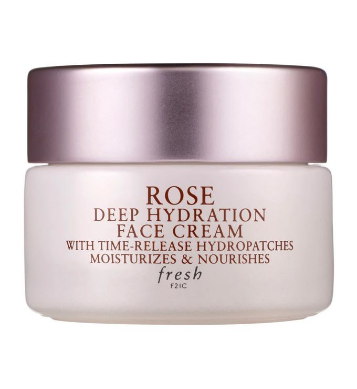 ROSE
DEEP HYDRATION
FACE CREAM
WITH TIME-RELEASE HYDROPATCHES
MOISTURIZES & NOURISHES
fresh
F21C